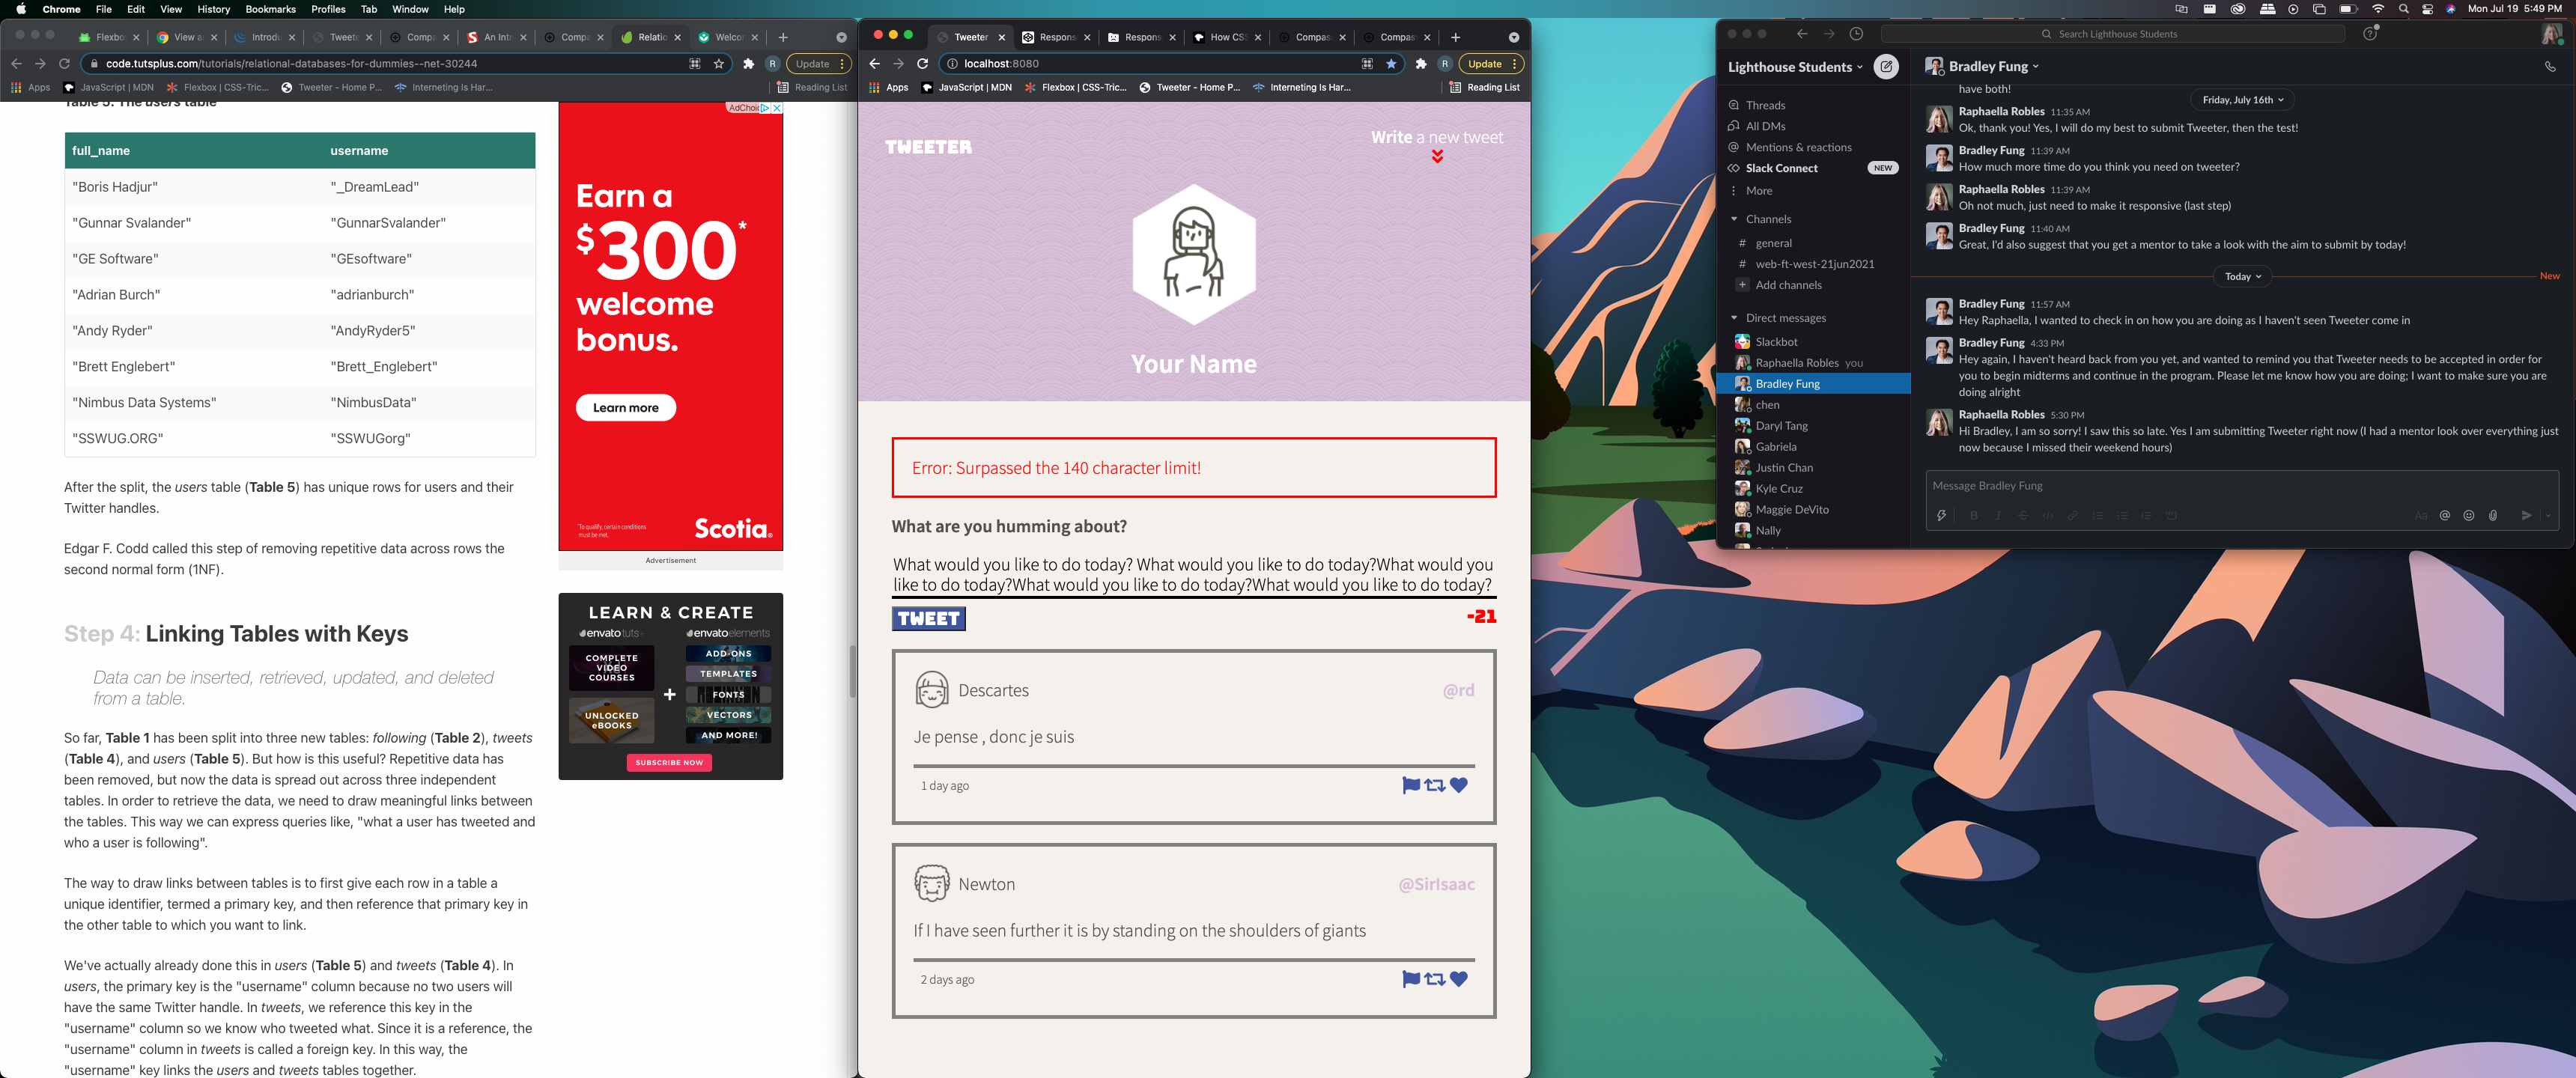 Chrome File Edit View History Bookmarks Profiles Tab Window Help
Mon Jul 19 5:49 PM
Flexbo
View a
Introdu
Tweete
Compa
An Intr
Compa
Relatio
Welcor
code.tutsplus.com/tutorials/relational-databases-for-dummies--net-30244
R
Update
Apps
JavaScript | MDN
Flexbox | CSS-Tric...
Tweeter - Home P...
Interneting Is Har...
Reading List
Table 5: The users table
full_name username
"Boris Hadjur" "_DreamLead"
"Gunnar Svalander" "GunnarSvalander"
"GE Software" "GEsoftware"
"Adrian Burch" "adrianburch"
"Andy Ryder" "AndyRyder5"
"Brett Englebert" "Brett_Englebert"
"Nimbus Data Systems" "NimbusData"
"SSWUG.ORG" "SSWUGorg"
After the split, the users table (Table 5) has unique rows for users and their
Twitter handles.
Edgar F. Codd called this step of removing repetitive data across rows the
second normal form (1NF).
Step 4: Linking Tables with Keys
Data can be inserted, retrieved, updated, and deleted
from a table.
So far, Table 1 has been split into three new tables: following (Table 2), tweets
(Table 4), and users (Table 5). But how is this useful? Repetitive data has
been removed, but now the data is spread out across three independent
tables. In order to retrieve the data, we need to draw meaningful links between
the tables. This way we can express queries like, "what a user has tweeted and
who a user is following".
The way to draw links between tables is to first give each row in a table a
unique identifier, termed a primary key, and then reference that primary key in
the other table to which you want to link.
We've actually already done this in users (Table 5) and tweets (Table 4). In
users, the primary key is the "username" column because no two users will
have the same Twitter handle. In tweets, we reference this key in the
"username" column so we know who tweeted what. Since it is a reference, the
"username" column in tweets is called a foreign key. In this way, the
"username" key links the users and tweets tables together.
AdChoi
Earn a
$300*
welcome
bonus.
Learn more
*To qualify, certain conditions
must be met.
Scotia
Advertisement
LEARN & CREATE
envato tuts+
envato elements
COMPLETE
VIDEO
COURSES
UNLOCKED
eBOOKS
+
ADD-ONS
TEMPLATES
FONTS
VECTORS
AND MORE!
SUBSCRIBE NOW
Tweeter
Respons
Respons
How CSS
Compas
Compas
localhost:8080
R
Update
Apps
JavaScript | MDN
Flexbox | CSS-Tric...
Tweeter - Home P...
Interneting Is Har...
Reading List
TWEETER
Write a new tweet
Your Name
Error: Surpassed the 140 character limit!
What are you humming about?
What would you like to do today? What would you like to do today?What would you
like to do today?What would you like to do today?What would you like to do today?
TWEET
-21
Descartes
@rd
Je pense , donc je suis
1 day ago
Newton
@SirIsaac
If I have seen further it is by standing on the shoulders of giants
2 days ago
Search Lighthouse Students
Lighthouse Students
Threads
All DMs
Mentions & reactions
Slack Connect NEW
More
Channels
# general
# web-ft-west-21jun2021
+ Add channels
Direct messages
Slackbot
Raphaella Robles you
Bradley Fung
chen
Daryl Tang
Gabriela
Justin Chan
Kyle Cruz
Maggie DeVito
Nally
Bradley Fung
have both!
Friday, July 16th
Raphaella Robles 11:35 AM
Ok, thank you! Yes, I will do my best to submit Tweeter, then the test!
Bradley Fung 11:39 AM
How much more time do you think you need on tweeter?
Raphaella Robles 11:39 AM
Oh not much, just need to make it responsive (last step)
Bradley Fung 11:40 AM
Great, I'd also suggest that you get a mentor to take a look with the aim to submit by today!
Today
New
Bradley Fung 11:57 AM
Hey Raphaella, I wanted to check in on how you are doing as I haven't seen Tweeter come in
Bradley Fung 4:33 PM
Hey again, I haven't heard back from you yet, and wanted to remind you that Tweeter needs to be accepted in order for
you to begin midterms and continue in the program. Please let me know how you are doing; I want to make sure you are
doing alright
Raphaella Robles 5:30 PM
Hi Bradley, I am so sorry! I saw this so late. Yes I am submitting Tweeter right now (I had a mentor look over everything just
now because I missed their weekend hours)
Message Bradley Fung
B I S
Aa @